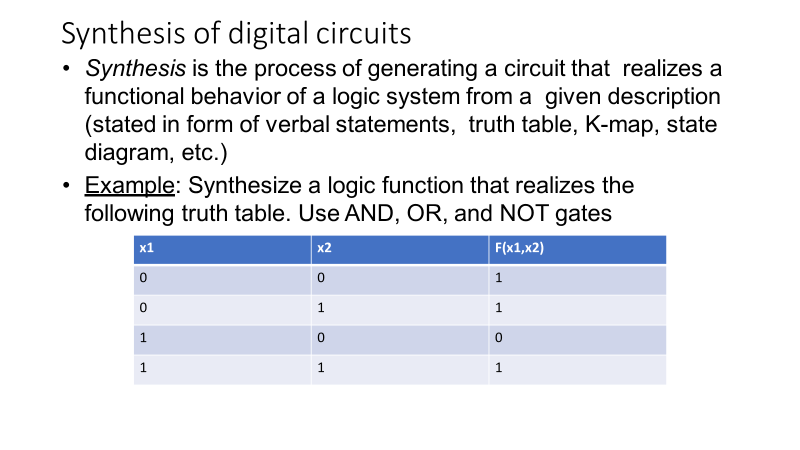 Synthesis of digital circuits
• Synthesis is the process of generating a circuit that realizes a
functional behavior of a logic system from a given description
(stated in form of verbal statements, truth table, K-map, state
diagram, etc.)
• Example: Synthesize a logic function that realizes the
following truth table. Use AND, OR, and NOT gates
x1 x2 F(x1,x2)
0 0 1
0 1 1
1 0 0
1 1 1